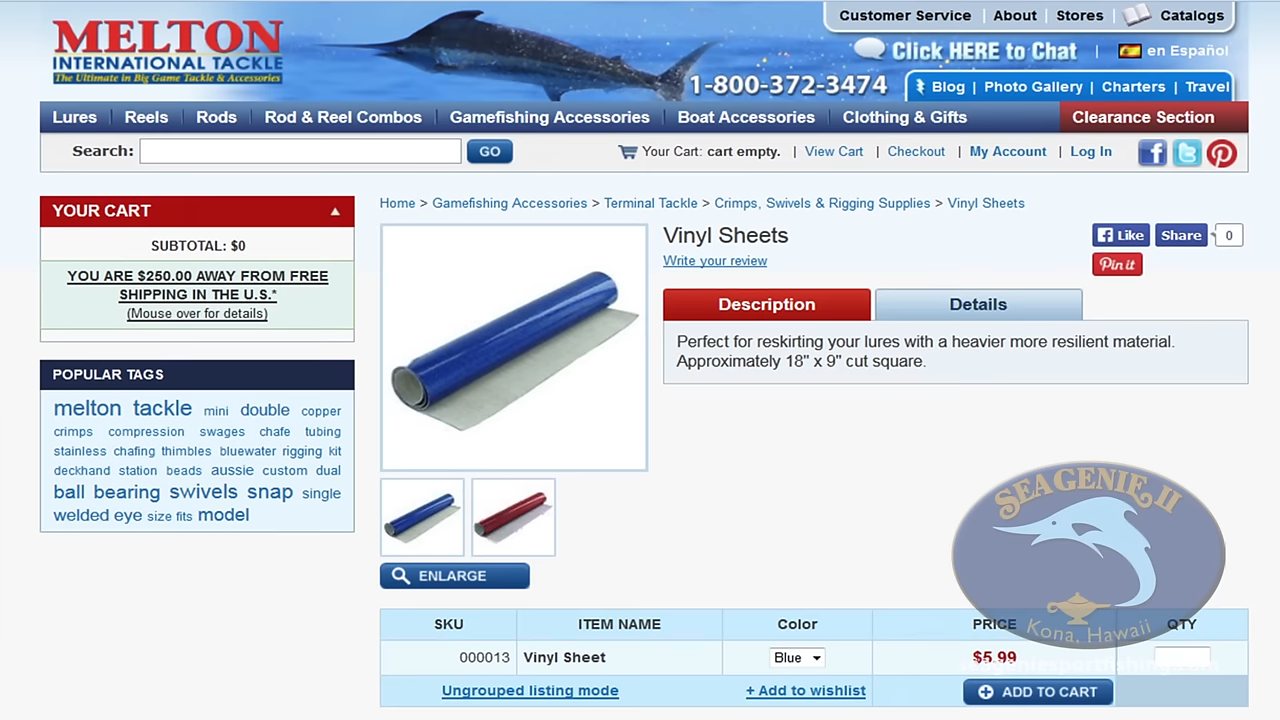 MELTON
INTERNATIONAL TACKLE
The Ultimate in Big Game Tackle & Accessories
Customer Service | About | Stores | Catalogs
Click HERE to Chat | en Español
1-800-372-3474
Blog | Photo Gallery | Charters | Travel
Lures Reels Rods Rod & Reel Combos Gamefishing Accessories Boat Accessories Clothing & Gifts Clearance Section
Search: GO Your Cart: cart empty. | View Cart | Checkout | My Account | Log In
YOUR CART
SUBTOTAL: $0
YOU ARE $250.00 AWAY FROM FREE
SHIPPING IN THE U.S.*
(Mouse over for details)
POPULAR TAGS
melton tackle mini double copper
crimps compression swages chafe tubing
stainless chafing thimbles bluewater rigging kit
deckhand station beads aussie custom dual
ball bearing swivels snap single
welded eye size fits model
Home > Gamefishing Accessories > Terminal Tackle > Crimps, Swivels & Rigging Supplies > Vinyl Sheets
Vinyl Sheets
Write your review
Like Share 0
Pin it
Description Details
Perfect for reskirting your lures with a heavier more resilient material.
Approximately 18" x 9" cut square.
ENLARGE
SEA GENIE II
Kona, Hawaii
SKU ITEM NAME Color PRICE QTY
000013 Vinyl Sheet Blue $5.99
Ungrouped listing mode + Add to wishlist ADD TO CART